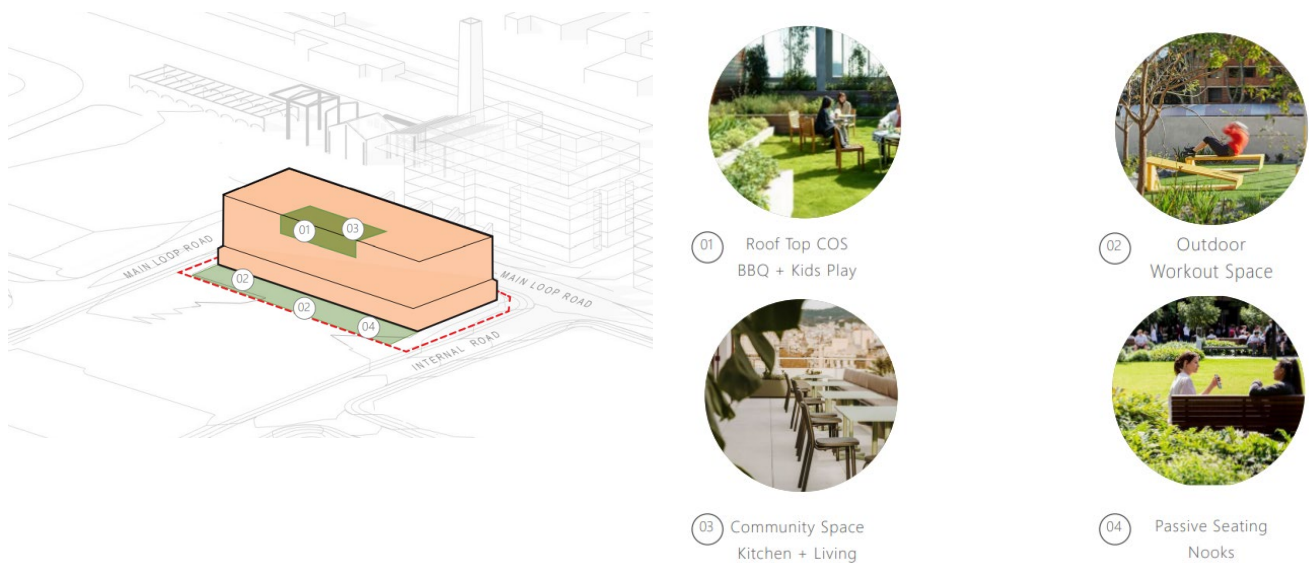 01
03
MAIN LOOP ROAD
02
02
04
MAIN LOOP ROAD
INTERNAL ROAD
01
Roof Top COS
BBQ + Kids Play
02
Outdoor
Workout Space
03
Community Space
Kitchen + Living
04
Passive Seating
Nooks